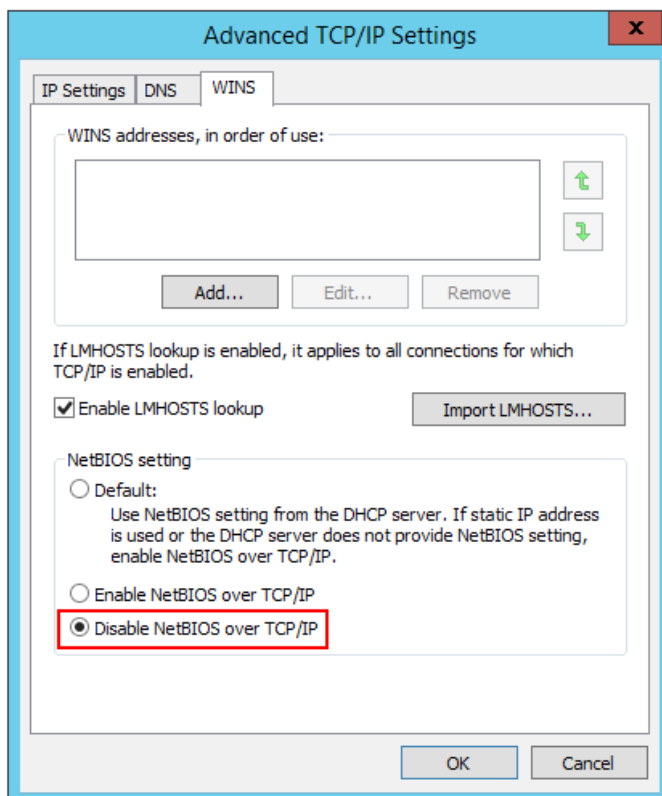 Advanced TCP/IP Settings
x
IP Settings DNS WINS
WINS addresses, in order of use:
Add... Edit... Remove
If LMHOSTS lookup is enabled, it applies to all connections for which
TCP/IP is enabled.
Enable LMHOSTS lookup Import LMHOSTS...
NetBIOS setting
Default:
Use NetBIOS setting from the DHCP server. If static IP address
is used or the DHCP server does not provide NetBIOS setting,
enable NetBIOS over TCP/IP.
Enable NetBIOS over TCP/IP
Disable NetBIOS over TCP/IP
OK Cancel